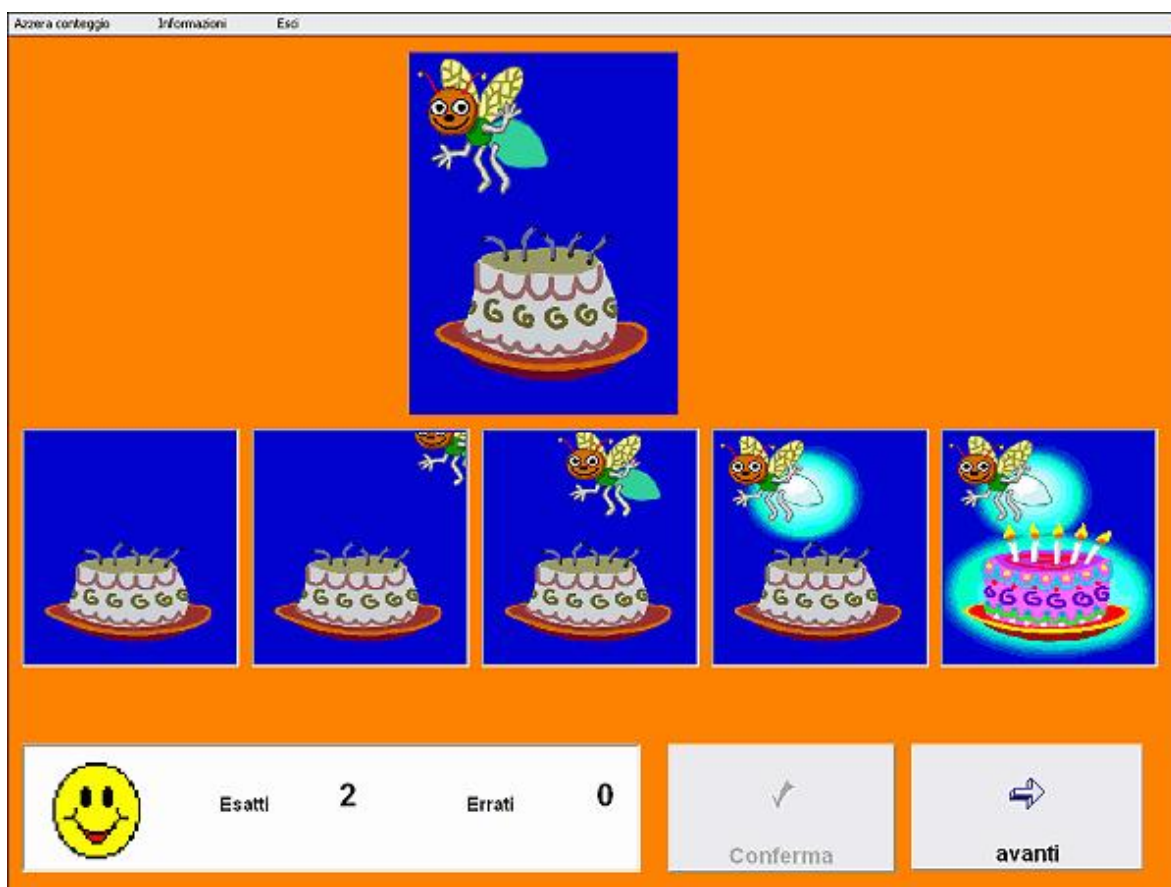 Azzera conteggio Informazioni Esci
Esatti 2 Errati 0
Conferma
avanti